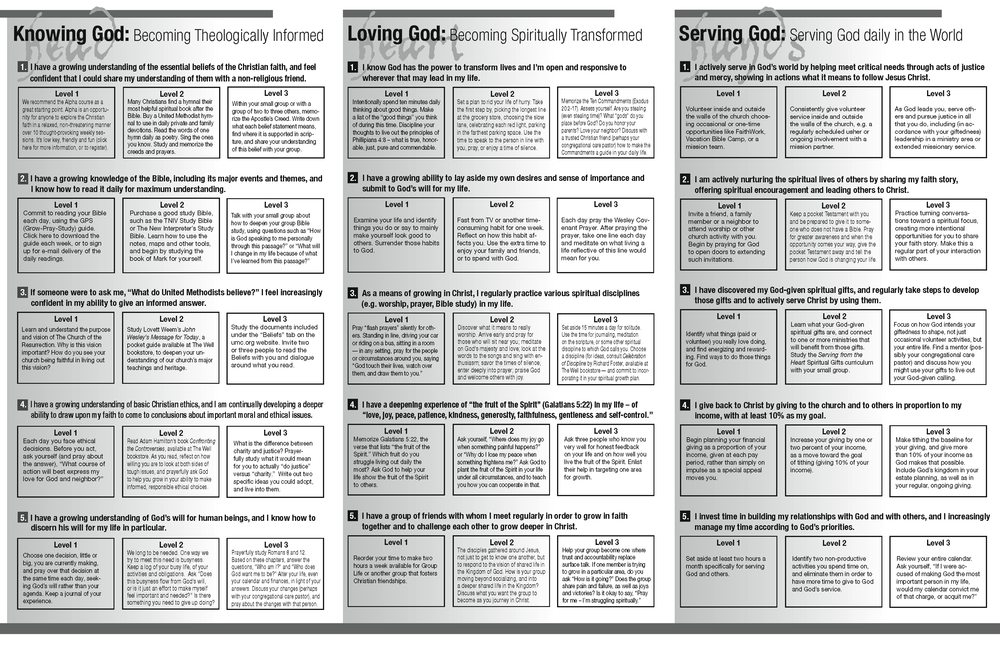 head
Knowing God: Becoming Theologically Informed
1. I have a growing understanding of the essential beliefs of the Christian faith, and feel
confident that I could share my understanding of them with a non-religious friend.
Level 1
We recommend the Alpha course as a
great starting point. Alpha is an opportu-
nity for anyone to explore the Christian
faith in a relaxed, non-threatening manner
over 10 thought-provoking weekly ses-
sions. It's low key, friendly and fun (click
here for more information, or to register).
Level 2
Many Christians find a hymnal their
most helpful spiritual book after the
Bible. Buy a United Methodist hym-
nal to use in daily private and family
devotions. Read the words of one
hymn daily as poetry. Sing the ones
you know. Study and memorize the
creeds and prayers.
Level 3
Within your small group or with a
group of two to three others, memo-
rize the Apostle's Creed. Write down
what each belief statement means,
find where it is supported in scrip-
ture, and share your understanding
of this belief with your group.
2. I have a growing knowledge of the Bible, including its major events and themes, and
I know how to read it daily for maximum understanding.
Level 1
Commit to reading your Bible
each day, using the GPS
(Grow-Pray-Study) guide.
Click here to download the
guide each week, or to sign
up for e-mail delivery of the
daily readings.
Level 2
Purchase a good study Bible,
such as the TNIV Study Bible
or The New Interpreter's Study
Bible. Learn how to use the
notes, maps and other tools,
and begin by studying the
book of Mark for yourself.
Level 3
Talk with your small group about
how to deepen your group Bible
study, using questions such as “How
is God speaking to me personally
through this passage?” or “What will
I change in my life because of what
I've learned from this passage?”
3. If someone were to ask me, “What do United Methodists believe?” I feel increasingly
confident in my ability to give an informed answer.
Level 1
Learn and understand the purpose
and vision of The Church of the
Resurrection. Why is this vision
important? How do you see your
church being faithful in living out
this vision?
Level 2
Study Lovett Weem's John
Wesley's Message for Today, a
pocket guide available at The Well
bookstore, to deepen your un-
derstanding of our church's major
teachings and heritage.
Level 3
Study the documents included
under the “Beliefs” tab on the
umc.org website. Invite two
or three people to read the
Beliefs with you and dialogue
around what you read.
4. I have a growing understanding of basic Christian ethics, and I am continually developing a deeper
ability to draw upon my faith to come to conclusions about important moral and ethical issues.
Level 1
Each day you face ethical
decisions. Before you act,
ask yourself (and pray about
the answer), “What course of
action will best express my
love for God and neighbor?”
Level 2
Read Adam Hamilton's book Confronting
the Controversies, available at The Well
bookstore. As you read, reflect on how
willing you are to look at both sides of
tough issues, and prayerfully ask God
to help you grow in your ability to make
informed, responsible ethical choices.
Level 3
What is the difference between
charity and justice? Prayer-
fully study what it would mean
for you to actually “do justice”
versus “charity.” Write out two
specific ideas you could adopt,
and live into them.
5. I have a growing understanding of God's will for human beings, and I know how to
discern his will for my life in particular.
Level 1
Choose one decision, little or
big, you are currently making,
and pray over that decision at
the same time each day, seek-
ing God's will rather than your
agenda. Keep a journal of your
experience.
Level 2
We long to be needed. One way we
try to meet this need is busyness.
Keep a log of your busy life, of your
activities and obligations. Ask "Does
this busyness flow from God's will,
or is it just an effort to make myself
feel important and needed?" Is there
something you need to give up doing?
Level 3
Prayerfully study Romans 8 and 12.
Based on these chapters, answer the
questions, "Who am I?" and "Who does
God want me to be?" Alter your life, even
your calendar and finances, in light of your
answers. Discuss your changes (perhaps
with your congregational care pastor), and
pray about the changes with that person.
heart
Loving God: Becoming Spiritually Transformed
1. I know God has the power to transform lives and I'm open and responsive to
wherever that may lead in my life.
Level 1
Intentionally spend ten minutes daily
thinking about good things. Make
a list of the “good things” you think
of during this time. Discipline your
thoughts to live out the principles of
Phillipians 4:8 – what is true, honor-
able, just, pure and commendable.
Level 2
Set a plan to rid your life of hurry. Take
the first step by, picking the longest line
at the grocery store, choosing the slow
lane, celebrating each red light, parking
in the farthest parking space. Use the
time to speak to the person in line with
you, pray, or enjoy a time of silence.
Level 3
Memorize the Ten Commandments (Exodus
20:2-17). Assess yourself. Are you stealing
(even stealing time)? What "gods" do you
place before God? Do you honor your
parents? Love your neighbor? Discuss with
a trusted Christian friend (perhaps your
congregational care pastor) how to make the
Commandments a guide in your daily life.
2. I have a growing ability to lay aside my own desires and sense of importance and
submit to God's will for my life.
Level 1
Examine your life and identify
things you do or say to mainly
make yourself look good to
others. Surrender those habits
to God.
Level 2
Fast from TV or another time-
consuming habit for one week.
Reflect on how this habit af-
fects you. Use the extra time to
enjoy your family and friends,
or to spend with God.
Level 3
Each day pray the Wesley Cov-
enant Prayer. After praying the
prayer, take one line each day
and meditate on what living a
life reflective of this line would
mean for you.
3. As a means of growing in Christ, I regularly practice various spiritual disciplines
(e.g. worship, prayer, Bible study) in my life.
Level 1
Pray “flash prayers” silently for oth-
ers. Standing in line, driving your car
or riding on a bus, sitting in a room
— in any setting, pray for the people
or circumstances around you, saying
“God touch their lives, watch over
them, and draw them to you.”
Level 2
Discover what it means to really
worship. Arrive early and pray for
those who will sit near you; meditate
on God's majesty and love; look at the
words to the songs and sing with en-
thusiasm; savor the times of silence;
enter deeply into prayer; praise God
and welcome others with joy.
Level 3
Set aside 15 minutes a day for solitude.
Use the time for journaling, meditation
on the scripture, or some other spiritual
discipline to which God calls you. Choose
a discipline (for ideas, consult Celebration
of Discipline by Richard Foster, available at
The Well bookstore — and commit to incor-
porating it in your spiritual growth plan.
4. I have a deepening experience of “the fruit of the Spirit” (Galatians 5:22) in my life – of
“love, joy, peace, patience, kindness, generosity, faithfulness, gentleness and self-control.”
Level 1
Memorize Galatians 5:22, the
verse that lists “the fruit of the
Spirit.” Which fruit do you
struggle living out daily the
most? Ask God to help your
life show the fruit of the Spirit
to others.
Level 2
Ask yourself, “Where does my joy go
when something painful happens?”
or “Why do I lose my peace when
something frightens me?” Ask God to
plant the fruit of the Spirit in your life
under all circumstances, and to teach
you how you can cooperate in that.
Level 3
Ask three people who know you
very well for honest feedback
on your life and on how well you
live the fruit of the Spirit. Enlist
their help in targeting one area
for growth.
5. I have a group of friends with whom I meet regularly in order to grow in faith
together and to challenge each other to grow deeper in Christ.
Level 1
Reorder your time to make two
hours a week available for Group
Life or another group that fosters
Christian friendships.
Level 2
The disciples gathered around Jesus,
not just to get to know one another, but
to respond to the vision of shared life in
the Kingdom of God. How is your group
moving beyond socializing, and into
a deeper shared life in the Kingdom?
Discuss what you want the group to
become as you journey in Christ.
Level 3
Help your group become one where
trust and accountability replace
surface talk. If one member is trying
to grow in a particular area, do you
ask “How is it going?” Does the group
share pain and failure, as well as joys
and victories? Is it okay to say, “Pray
for me – I'm struggling spiritually.”
hands
Serving God: Serving God daily in the World
1. I actively serve in God's world by helping meet critical needs through acts of justice
and mercy, showing in actions what it means to follow Jesus Christ.
Level 1
Volunteer inside and outside
the walls of the church choos-
ing occasional or one-time
opportunities like FaithWork,
Vacation Bible Camp, or a
mission team.
Level 2
Consistently give volunteer
service inside and outside
the walls of the church, e.g. a
regularly scheduled usher or
ongoing involvement with a
mission partner.
Level 3
As God leads you, serve oth-
ers and pursue justice in all
that you do, including (in ac-
cordance with your giftedness)
leadership in a ministry area or
extended missionary service.
2. I am actively nurturing the spiritual lives of others by sharing my faith story,
offering spiritual encouragement and leading others to Christ.
Level 1
Invite a friend, a family
member or a neighbor to
attend worship or other
church activity with you.
Begin by praying for God
to open doors to extending
such invitations.
Level 2
Keep a pocket Testament with you
and be prepared to give it to some-
one who does not have a Bible. Pray
for greater awareness and when the
opportunity comes your way, give the
pocket Testament away and tell the
person how God is changing your life.
Level 3
Practice turning conversa-
tions toward a spiritual focus,
creating more intentional
opportunities for you to share
your faith story. Make this a
regular part of your interaction
with others.
3. I have discovered my God-given spiritual gifts, and regularly take steps to develop
those gifts and to actively serve Christ by using them.
Level 1
Identify what things (paid or
volunteer) you really love doing,
and find energizing and reward-
ing. Find ways to do those things
for God.
Level 2
Learn what your God-given
spiritual gifts are, and connect
to one or more ministries that
will benefit from those gifts.
Study the Serving from the
Heart Spiritual Gifts curriculum
with your small group.
Level 3
Focus on how God intends your
giftedness to shape, not just
occasional volunteer activities, but
your entire life. Find a mentor (pos-
sibly your congregational care
pastor) and discuss how you
might use your gifts to live out
your God-given calling.
4. I give back to Christ by giving to the church and to others in proportion to my
income, with at least 10% as my goal.
Level 1
Begin planning your financial
giving as a proportion of your
income, given at each pay
period, rather than simply on
impulse as a special appeal
moves you.
Level 2
Increase your giving by one or
two percent of your income,
as a move toward the goal
of tithing (giving 10% of your
income).
Level 3
Make tithing the baseline for
your giving, and give more
than 10% of your income as
God makes that possible.
Include God's kingdom in your
estate planning, as well as in
your regular, ongoing giving.
5. I invest time in building my relationships with God and with others, and I increasingly
manage my time according to God's priorities.
Level 1
Set aside at least two hours a
month specifically for serving
God and others.
Level 2
Identify two non-productive
activities you spend time on,
and eliminate them in order to
have more time to give to God
and God's service.
Level 3
Review your entire calendar.
Ask yourself, “If I were ac-
cused of making God the most
important person in my life,
would my calendar convict me
of that charge, or acquit me?”